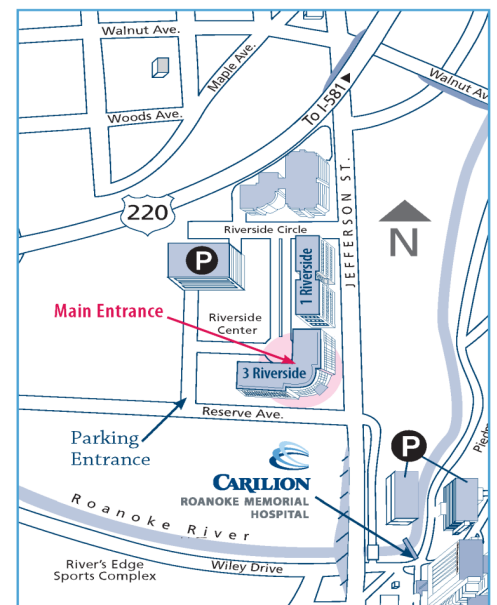 Walnut Ave.
Maple Ave.
Woods Ave.
To I-581
Walnut Av
220
Riverside Circle
JEFFERSON ST.
N
P
1 Riverside
Main Entrance
Riverside
Center
3 Riverside
Reserve Ave.
Parking
Entrance
P
Pied
CARILION
ROANOKE MEMORIAL
HOSPITAL
Roanoke River
River's Edge
Sports Complex
Wiley Drive